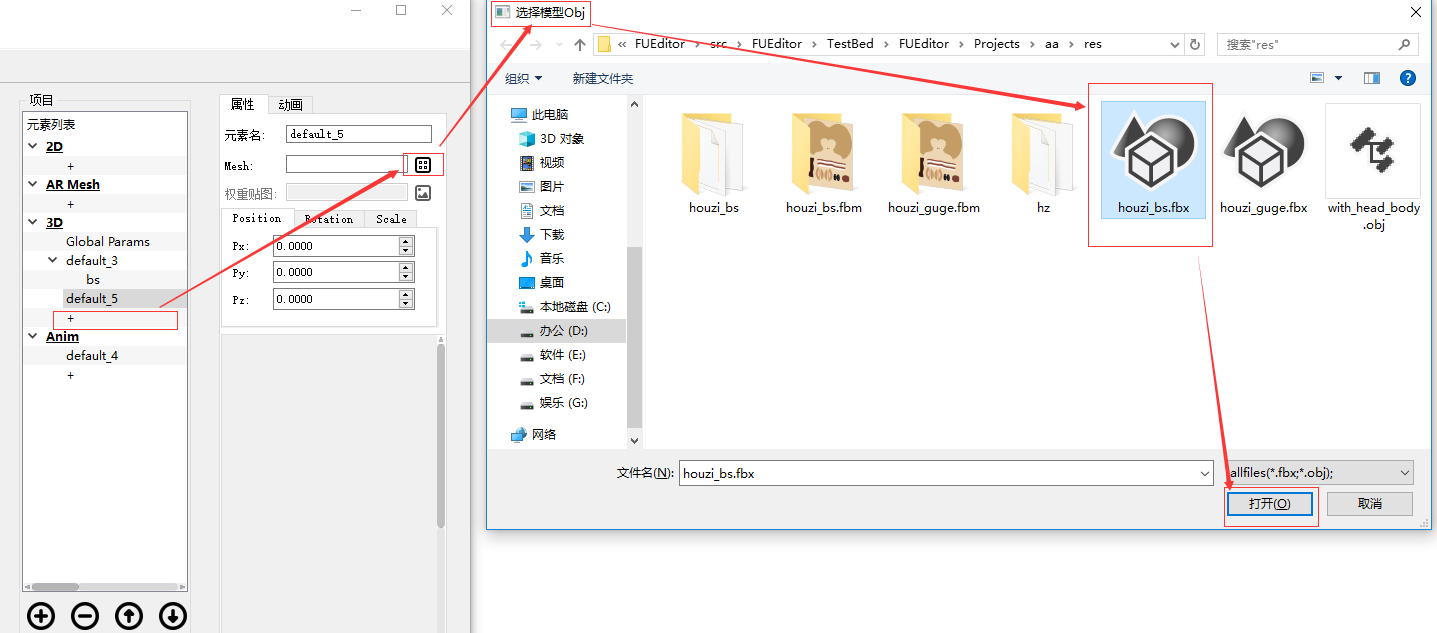 项目
元素列表
2D
+
AR Mesh
+
3D
Global Params
default_3
bs
default_5
+
Anim
default_4
+
属性
动画
元素名:
default_5
Mesh:
权重贴图:
Position
Rotation
Scale
Px:
0.0000
Py:
0.0000
Pz:
0.0000
选择模型Obj
« FUEditor › src › FUEditor › TestBed › FUEditor › Projects › aa › res
搜索"res"
组织
新建文件夹
此电脑
3D 对象
视频
图片
文档
下载
音乐
桌面
本地磁盘 (C:)
办公 (D:)
软件 (E:)
文档 (F:)
娱乐 (G:)
网络
houzi_bs
houzi_bs.fbm
houzi_guge.fbm
hz
houzi_bs.fbx
houzi_guge.fbx
with_head_body
.obj
文件名(N):
houzi_bs.fbx
allfiles(*.fbx;*.obj);
打开(O)
取消